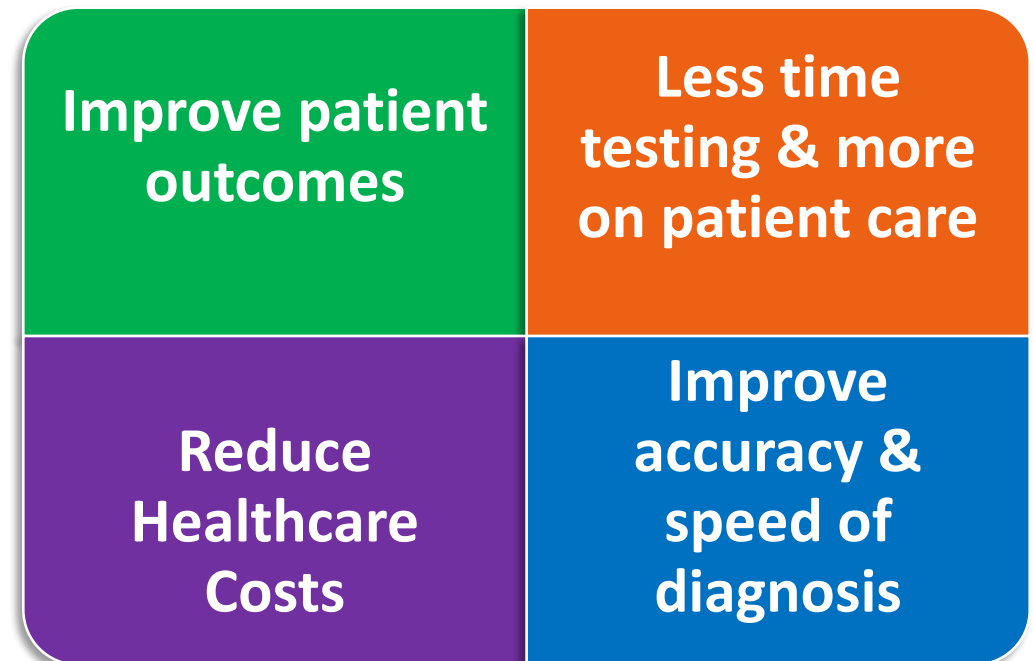 Improve patient
outcomes
Less time
testing & more
on patient care
Reduce
Healthcare
Costs
Improve
accuracy &
speed of
diagnosis